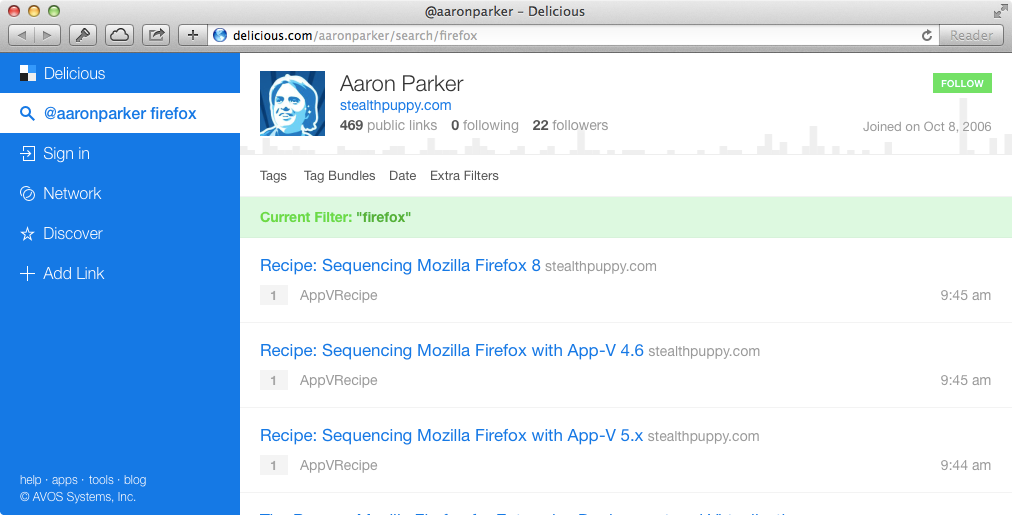 @aaronparker – Delicious
delicious.com/aaronparker/search/firefox
Reader
Delicious
@aaronparker firefox
Sign in
Network
Discover
Add Link
help · apps · tools · blog
© AVOS Systems, Inc.
Aaron Parker
FOLLOW
stealthpuppy.com
469 public links 0 following 22 followers
Joined on Oct 8, 2006
Tags Tag Bundles Date Extra Filters
Current Filter: "firefox"
Recipe: Sequencing Mozilla Firefox 8 stealthpuppy.com
1 AppVRecipe 9:45 am
Recipe: Sequencing Mozilla Firefox with App-V 4.6 stealthpuppy.com
1 AppVRecipe 9:45 am
Recipe: Sequencing Mozilla Firefox with App-V 5.x stealthpuppy.com
1 AppVRecipe 9:44 am